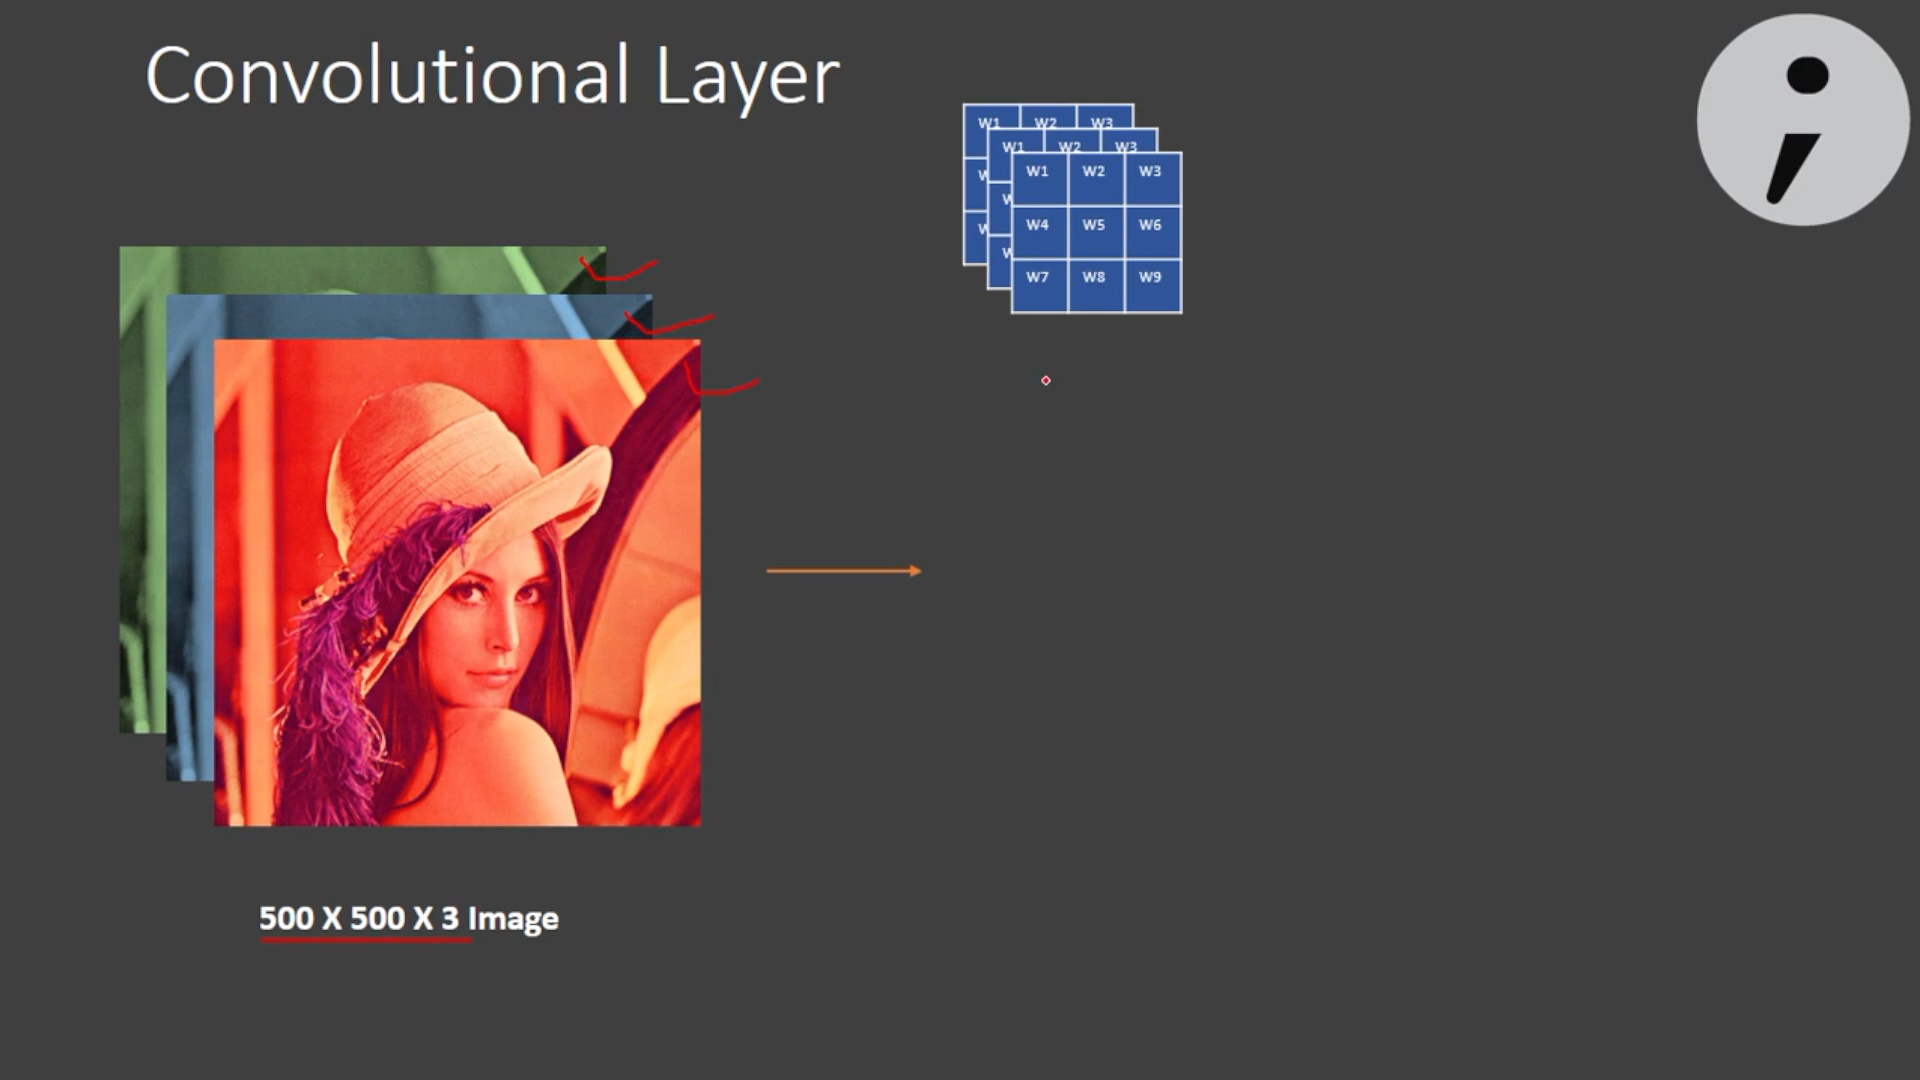 Convolutional Layer
W1 W2 W3
W1 W2 W3
W1 W2 W3
W4 W5 W6
W7 W8 W9
500 X 500 X 3 Image